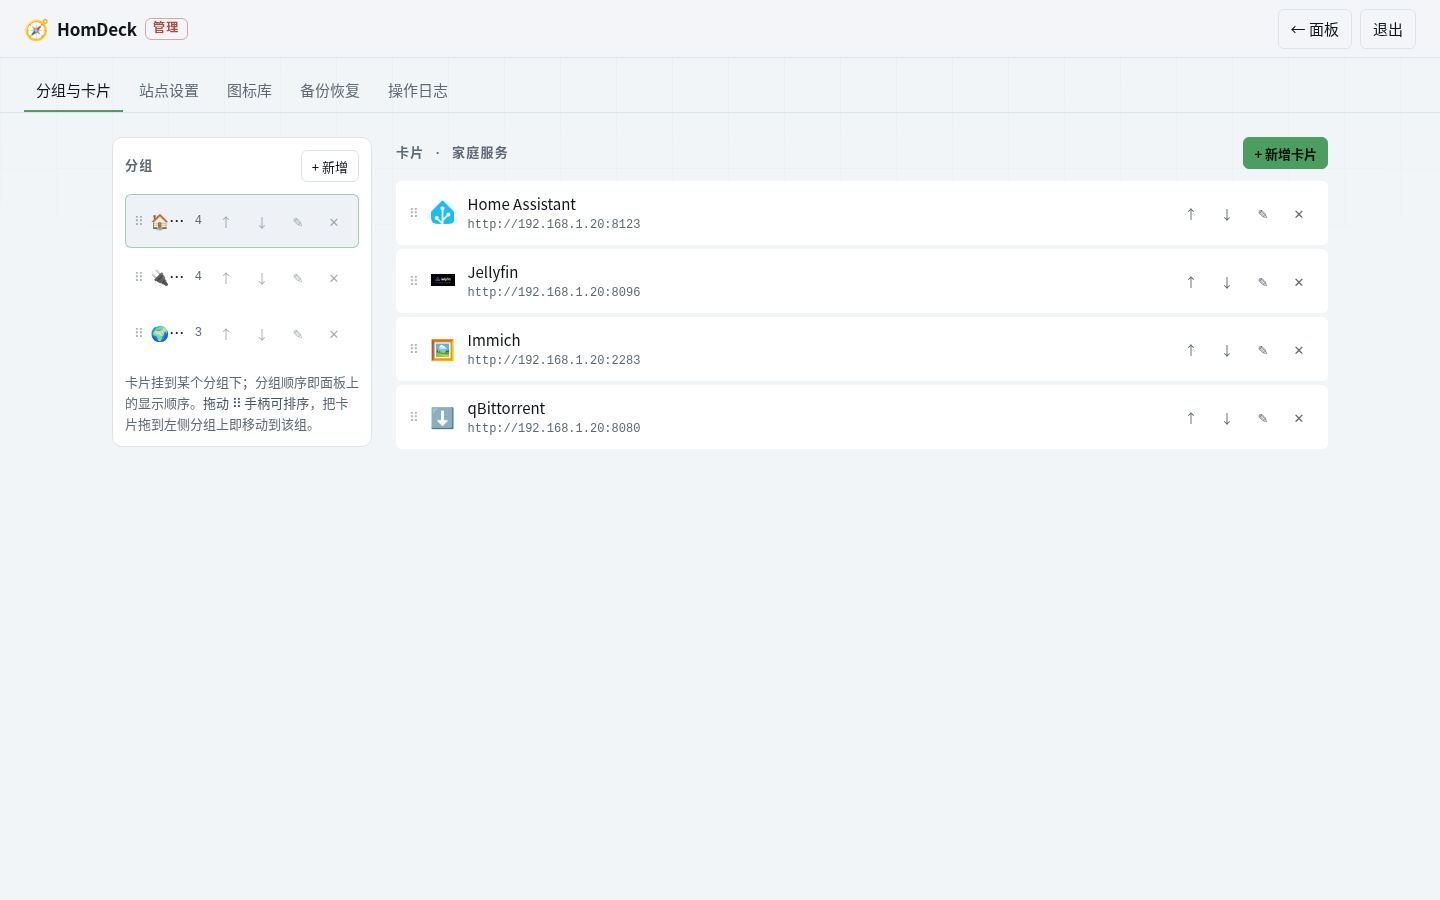 HomDeck 管理
← 面板 退出
分组与卡片 站点设置 图标库 备份恢复 操作日志
分组 + 新增
… 4 ↑ ↓ ✎ ✕
… 4 ↑ ↓ ✎ ✕
… 3 ↑ ↓ ✎ ✕
卡片挂到某个分组下；分组顺序即面板上
的显示顺序。拖动 ⠿ 手柄可排序，把卡
片拖到左侧分组上即移动到该组。
卡片 · 家庭服务
+ 新增卡片
Home Assistant
http://192.168.1.20:8123
↑ ↓ ✎ ✕
Jellyfin
http://192.168.1.20:8096
↑ ↓ ✎ ✕
Immich
http://192.168.1.20:2283
↑ ↓ ✎ ✕
qBittorrent
http://192.168.1.20:8080
↑ ↓ ✎ ✕